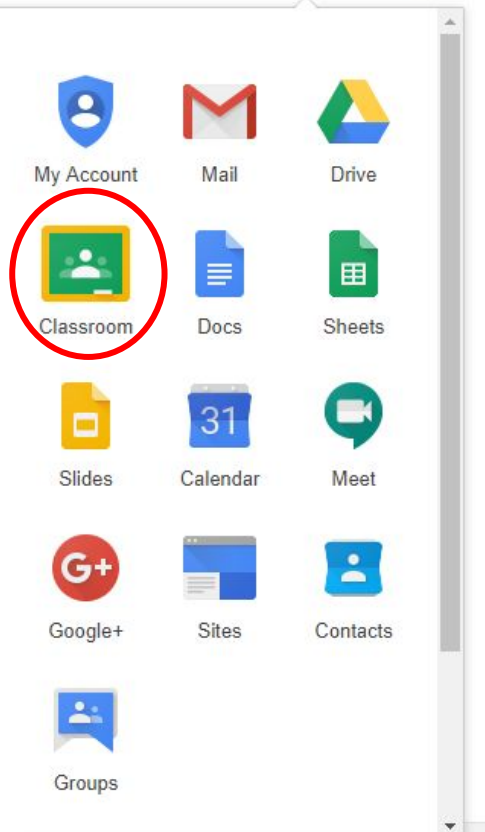 My Account Mail Drive
Classroom Docs Sheets
31
Slides Calendar Meet
G+
Google+ Sites Contacts
Groups